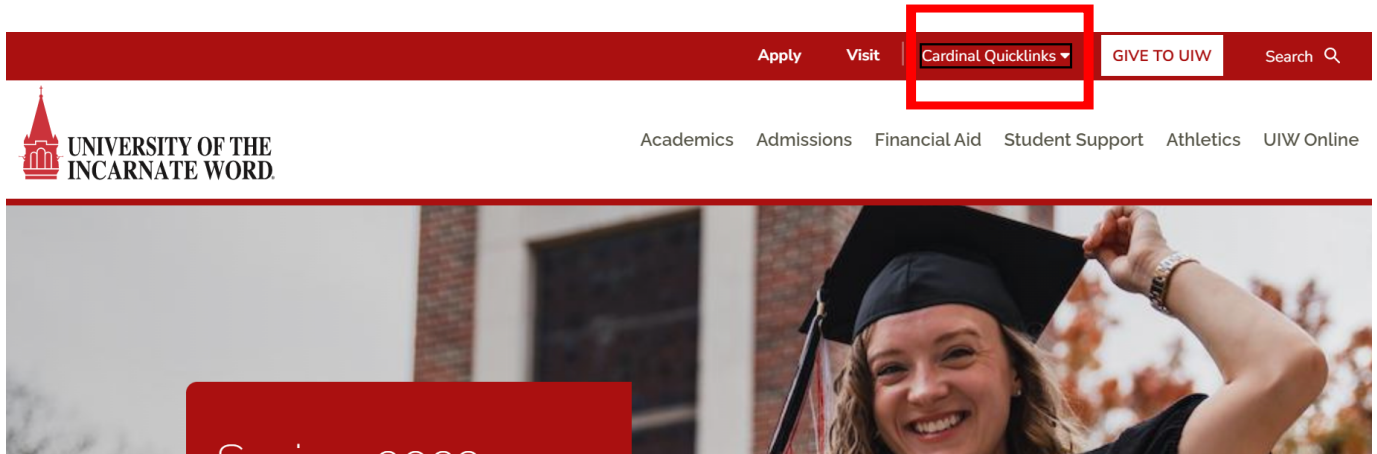 Apply Visit Cardinal Quicklinks GIVE TO UIW Search
UNIVERSITY OF THE
INCARNATE WORD
Academics Admissions Financial Aid Student Support Athletics UIW Online